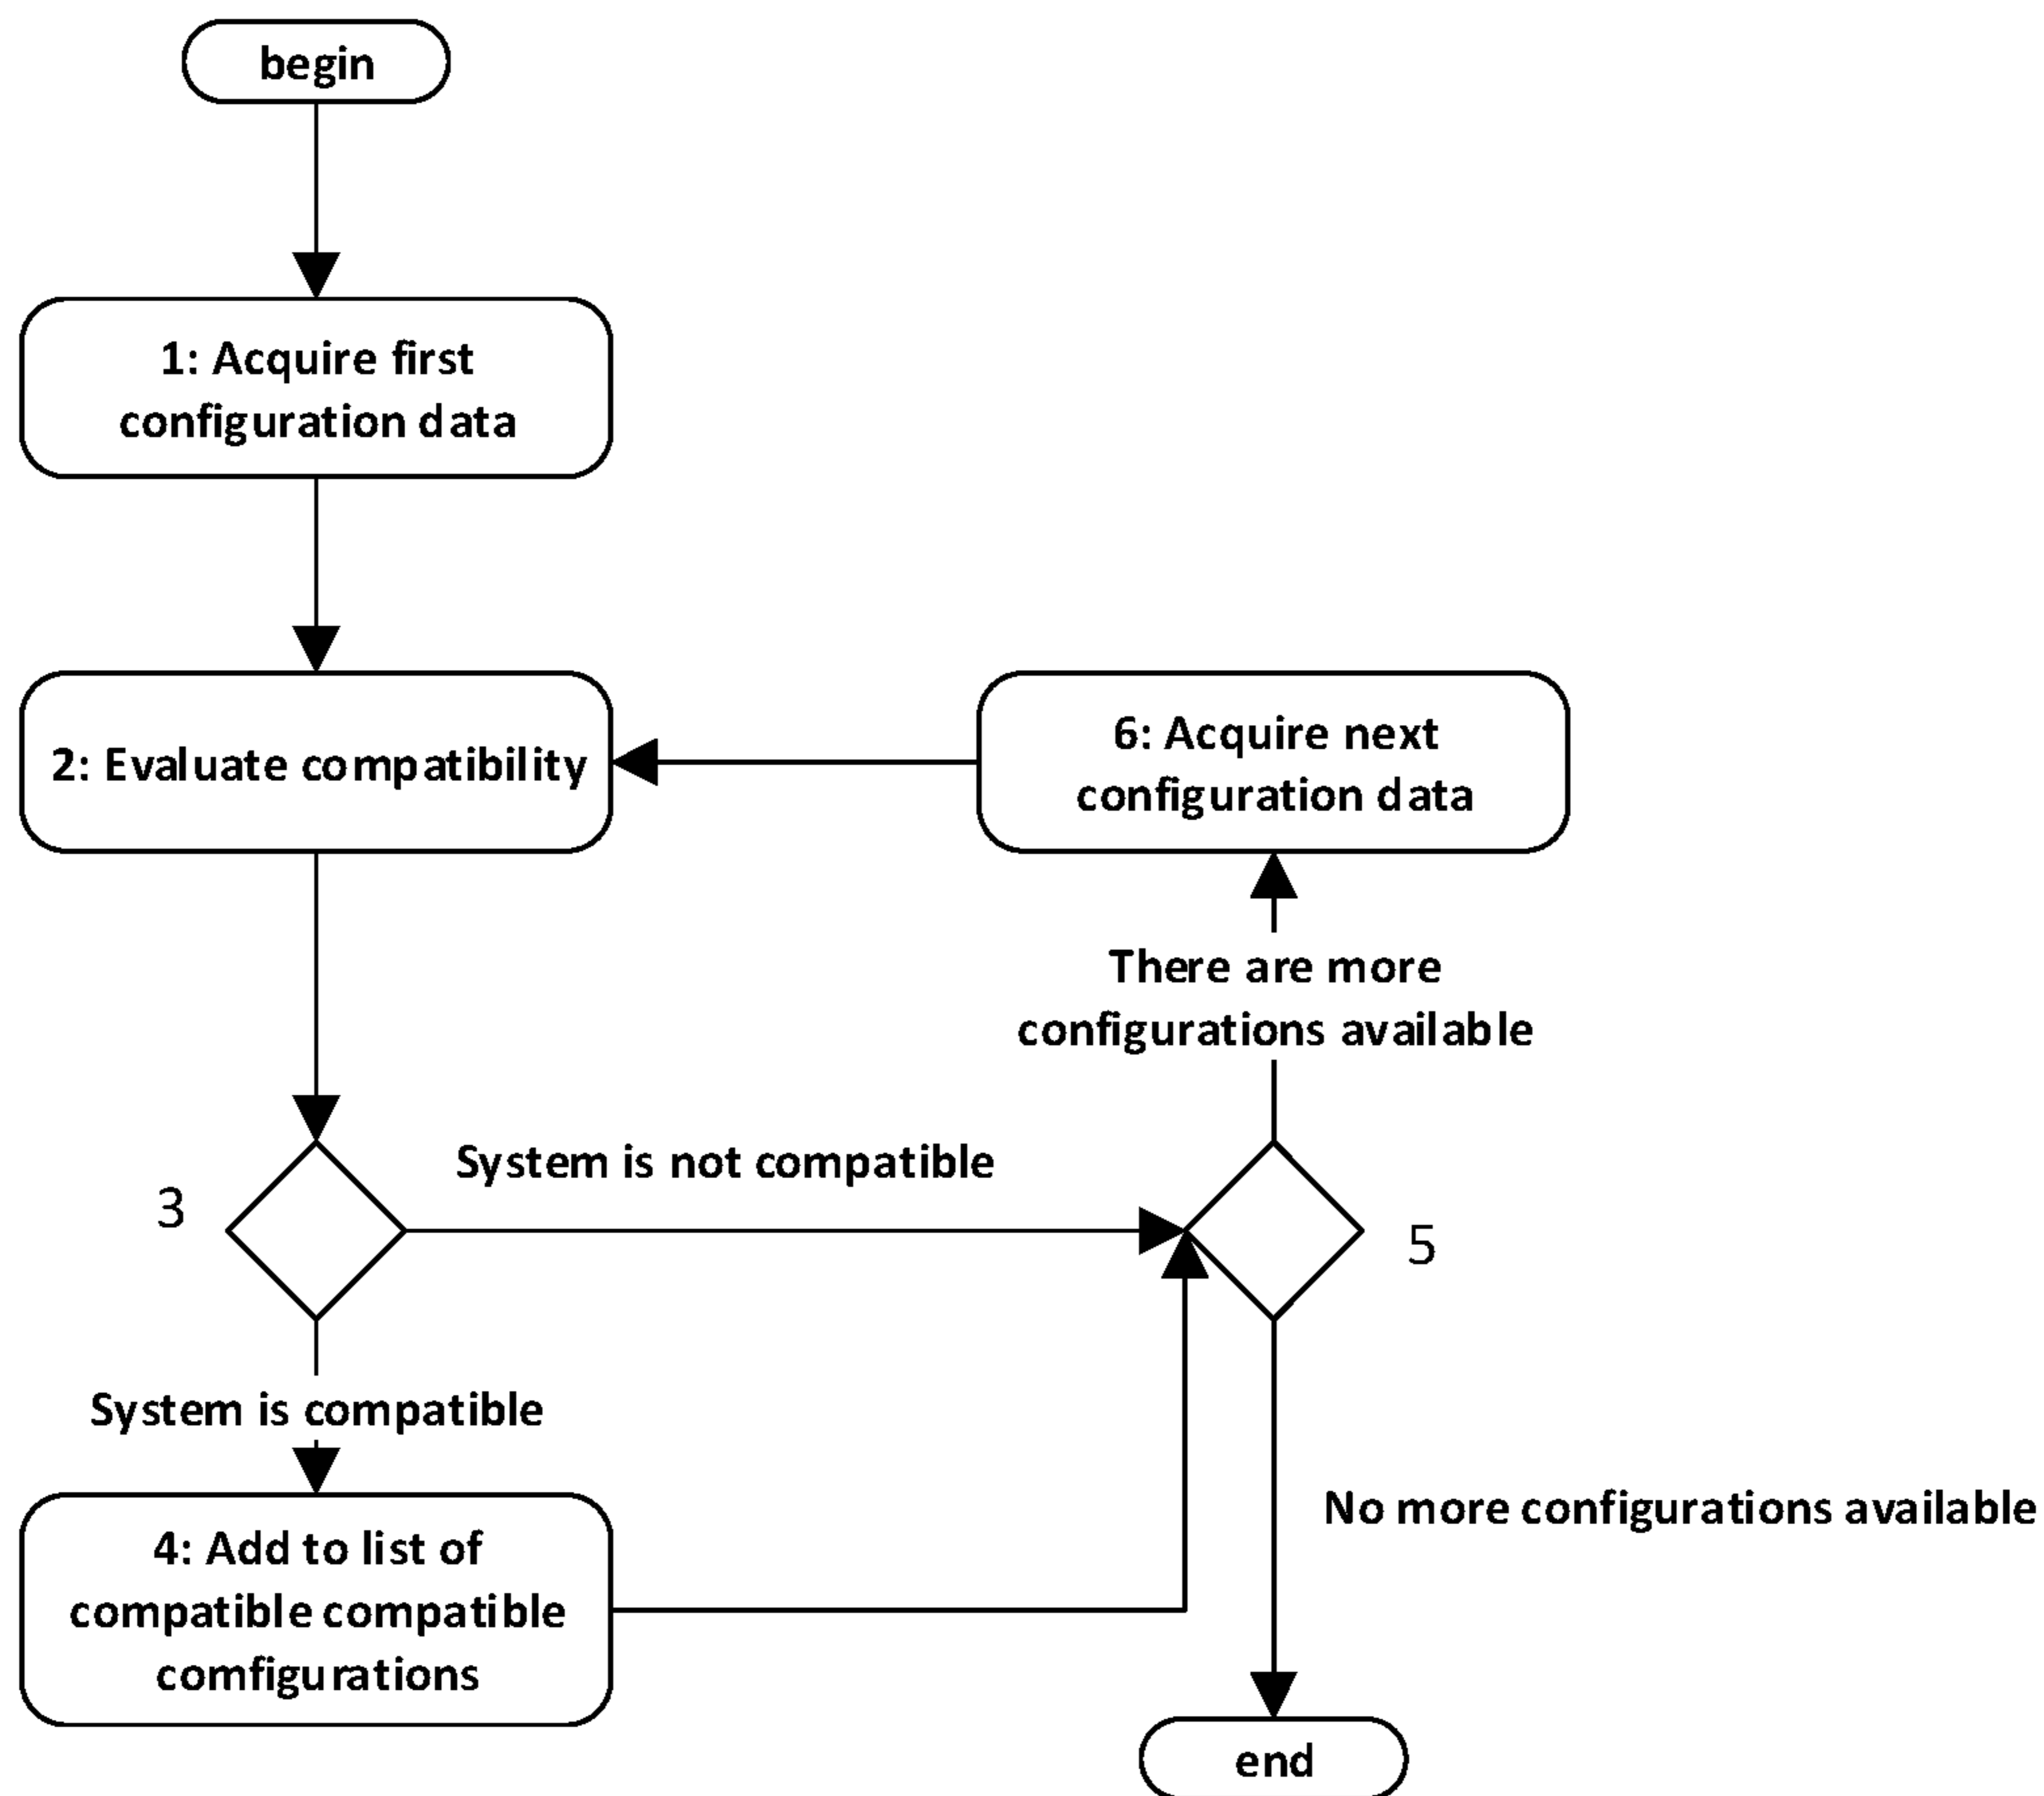 begin
1: Acquire first
configuration data
2: Evaluate compatibility
6: Acquire next
configuration data
There are more
configurations available
3
System is not compatible
5
System is compatible
No more configurations available
4: Add to list of
compatible compatible
comfigurations
end